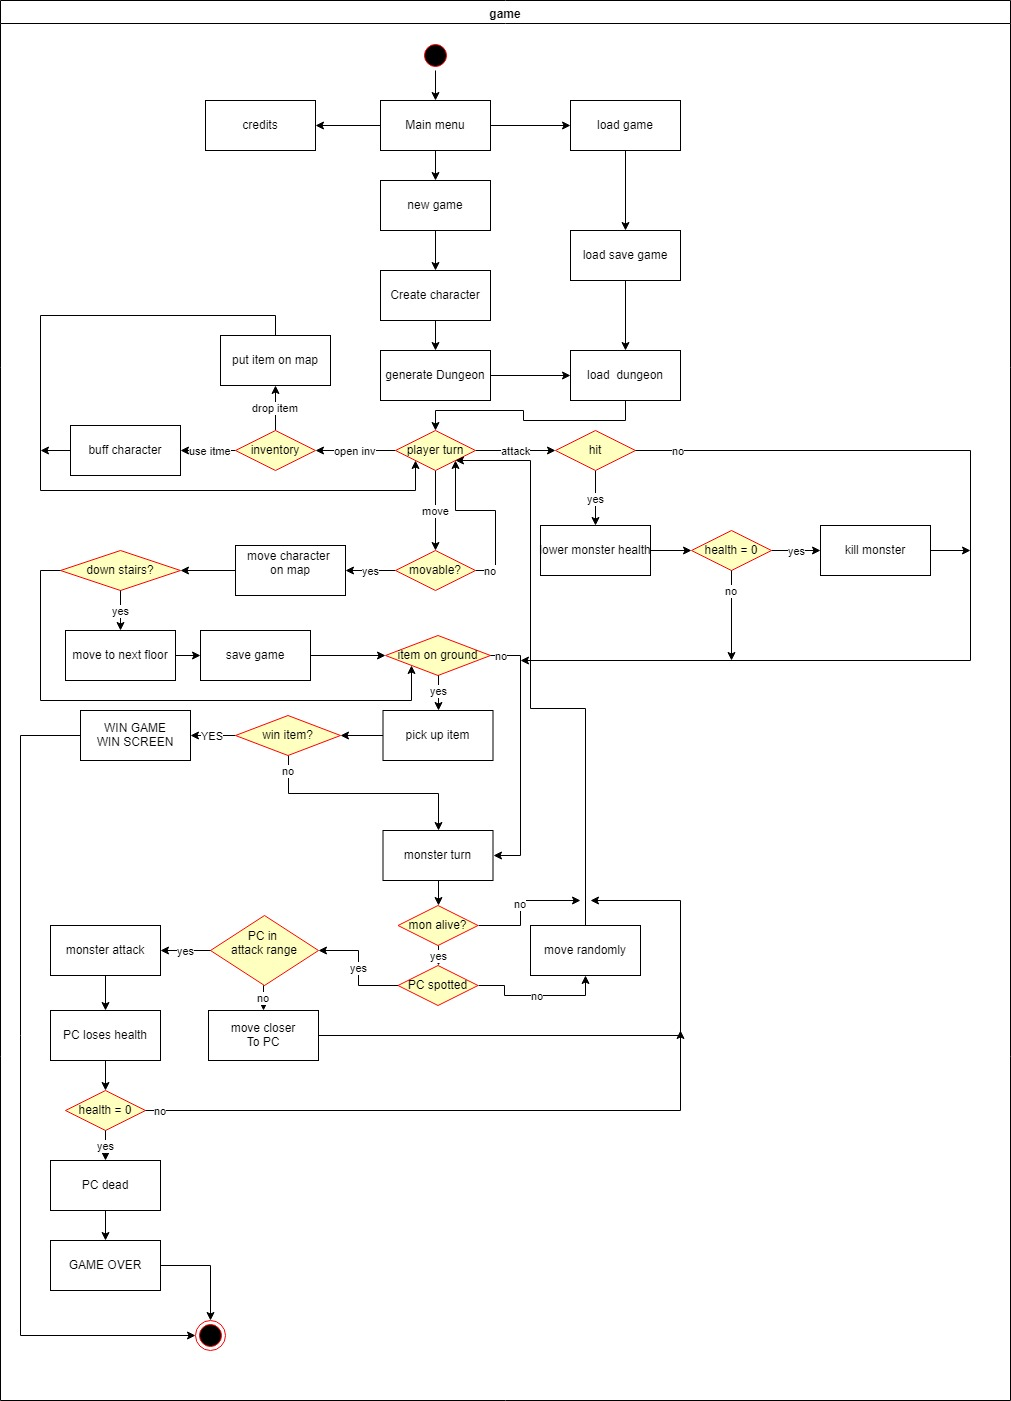 game
credits
Main menu
load game
new game
load save game
Create character
put item on map
generate Dungeon
load dungeon
drop item
buff character
use itme
inventory
open inv
player turn
attack
hit
no
yes
move
lower monster health
health = 0
yes
kill monster
no
down stairs?
move character
on map
yes
movable?
no
yes
move to next floor
save game
item on ground
no
yes
WIN GAME
WIN SCREEN
YES
win item?
pick up item
no
monster turn
no
mon alive?
yes
monster attack
yes
PC in
attack range
yes
PC spotted
no
move randomly
no
PC loses health
move closer
To PC
health = 0
no
yes
PC dead
GAME OVER